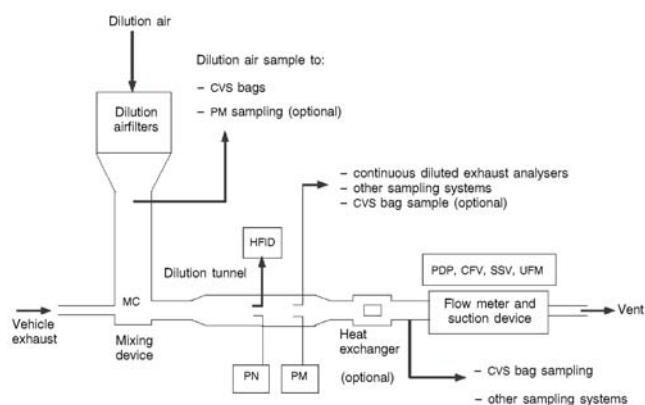 Dilution air
Dilution air sample to:
– CVS bags
– PM sampling (optional)
Dilution
airfilters
– continuous diluted exhaust analysers
– other sampling systems
– CVS bag sample (optional)
HFID
PDP, CFV, SSV, UFM
Dilution tunnel
MC
Flow meter and
suction device
Vent
Vehicle
exhaust
Mixing
device
Heat
exchanger
(optional)
PN
PM
– CVS bag sampling
– other sampling systems